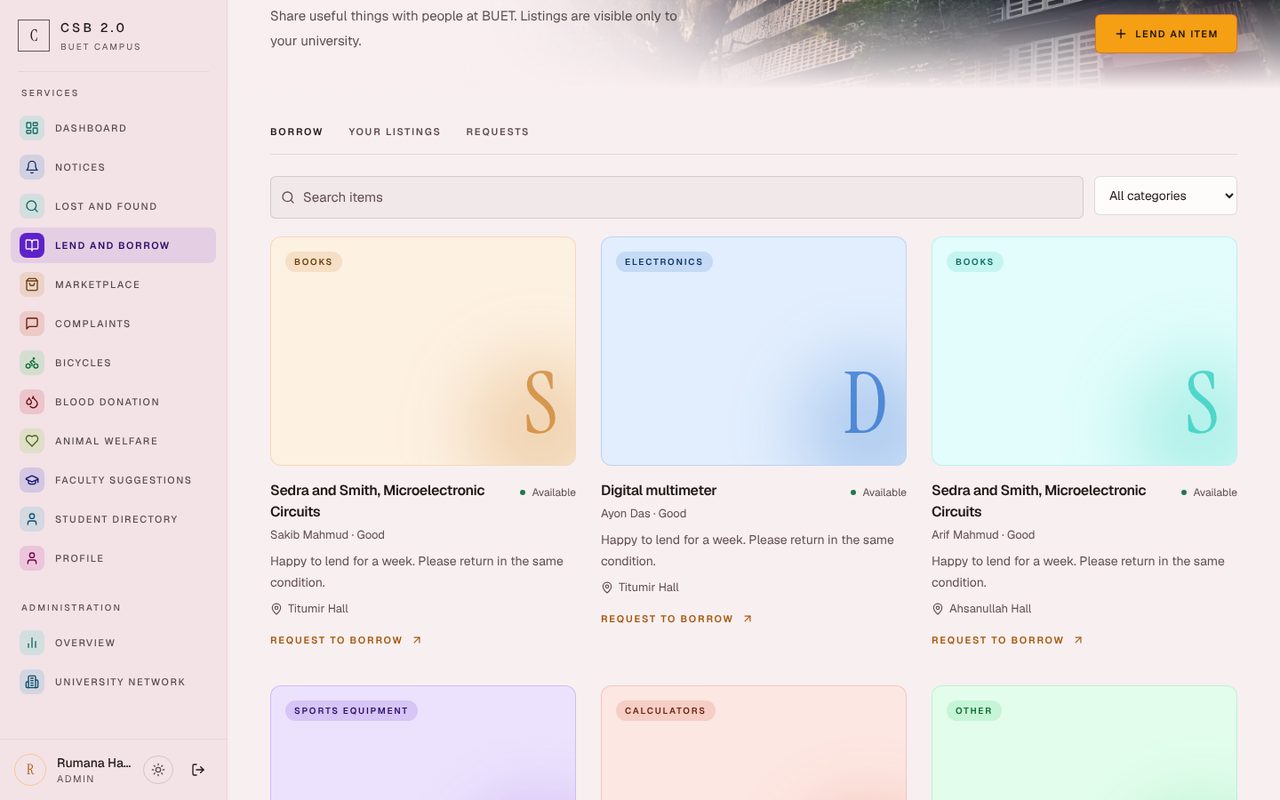 C
CSB 2.0
BUET CAMPUS
SERVICES
DASHBOARD
NOTICES
LOST AND FOUND
LEND AND BORROW
MARKETPLACE
COMPLAINTS
BICYCLES
BLOOD DONATION
ANIMAL WELFARE
FACULTY SUGGESTIONS
STUDENT DIRECTORY
PROFILE
ADMINISTRATION
OVERVIEW
UNIVERSITY NETWORK
R
Rumana Ha...
ADMIN
Share useful things with people at BUET. Listings are visible only to
your university.
LEND AN ITEM
BORROW YOUR LISTINGS REQUESTS
Search items
All categories
BOOKS
S
Sedra and Smith, Microelectronic
Circuits
Available
Sakib Mahmud · Good
Happy to lend for a week. Please return in the same
condition.
Titumir Hall
REQUEST TO BORROW
ELECTRONICS
D
Digital multimeter
Available
Ayon Das · Good
Happy to lend for a week. Please return in the same
condition.
Titumir Hall
REQUEST TO BORROW
BOOKS
S
Sedra and Smith, Microelectronic
Circuits
Available
Arif Mahmud · Good
Happy to lend for a week. Please return in the same
condition.
Ahsanullah Hall
REQUEST TO BORROW
SPORTS EQUIPMENT
CALCULATORS
OTHER